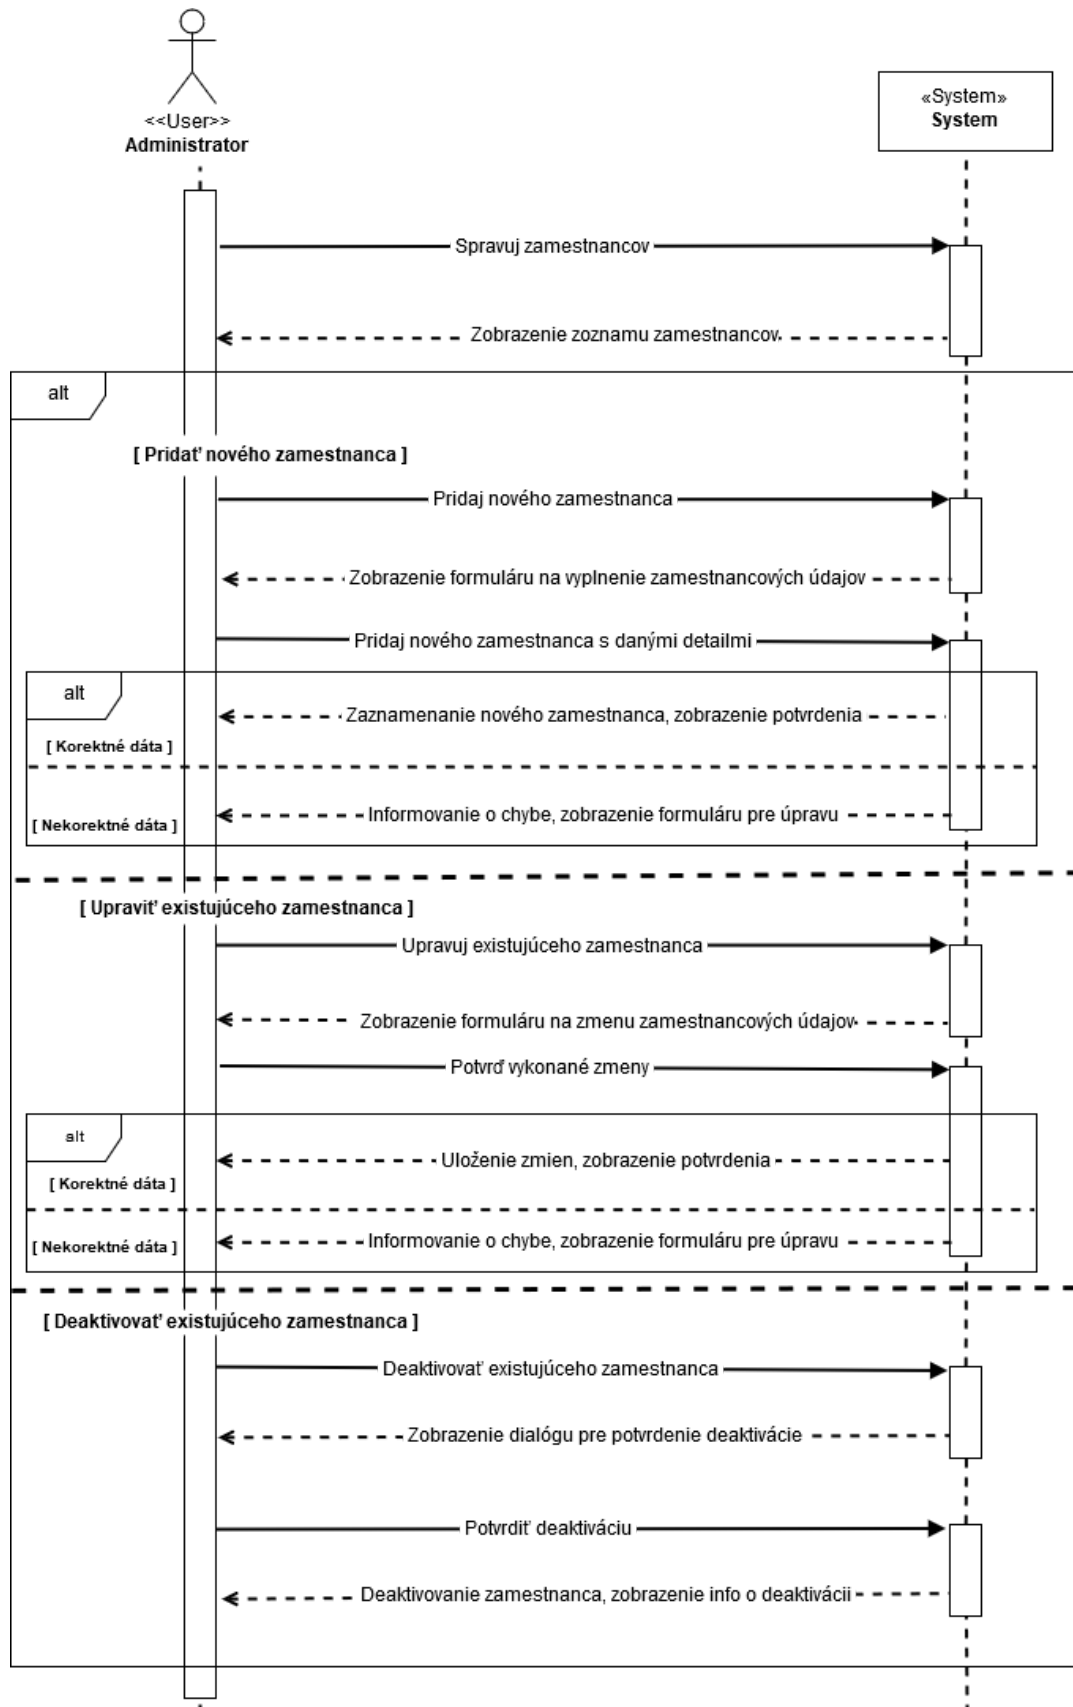 <<User>>
Administrator
«System»
System
Spravuj zamestnancov
Zobrazenie zoznamu zamestnancov
alt
[ Pridať nového zamestnanca ]
Pridaj nového zamestnanca
Zobrazenie formuláru na vyplnenie zamestnancových údajov
Pridaj nového zamestnanca s danými detailmi
alt
Zaznamenanie nového zamestnanca, zobrazenie potvrdenia
[ Korektné dáta ]
Informovanie o chybe, zobrazenie formuláru pre úpravu
[ Nekorektné dáta ]
[ Upraviť existujúceho zamestnanca ]
Upravuj existujúceho zamestnanca
Zobrazenie formuláru na zmenu zamestnancových údajov
Potvrď vykonané zmeny
alt
Uloženie zmien, zobrazenie potvrdenia
[ Korektné dáta ]
[ Nekorektné dáta ]
Informovanie o chybe, zobrazenie formuláru pre úpravu
[ Deaktivovať existujúceho zamestnanca ]
Deaktivovať existujúceho zamestnanca
Zobrazenie dialógu pre potvrdenie deaktivácie
Potvrdiť deaktiváciu
Deaktivovanie zamestnanca, zobrazenie info o deaktivácii